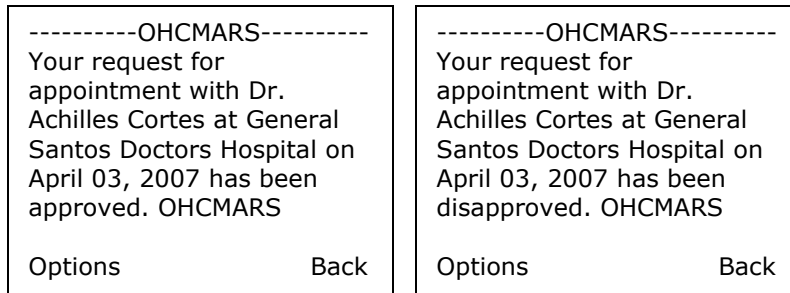 ----------OHCMARS----------
Your request for
appointment with Dr.
Achilles Cortes at General
Santos Doctors Hospital on
April 03, 2007 has been
approved. OHCMARS
Options Back
----------OHCMARS----------
Your request for
appointment with Dr.
Achilles Cortes at General
Santos Doctors Hospital on
April 03, 2007 has been
disapproved. OHCMARS
Options Back